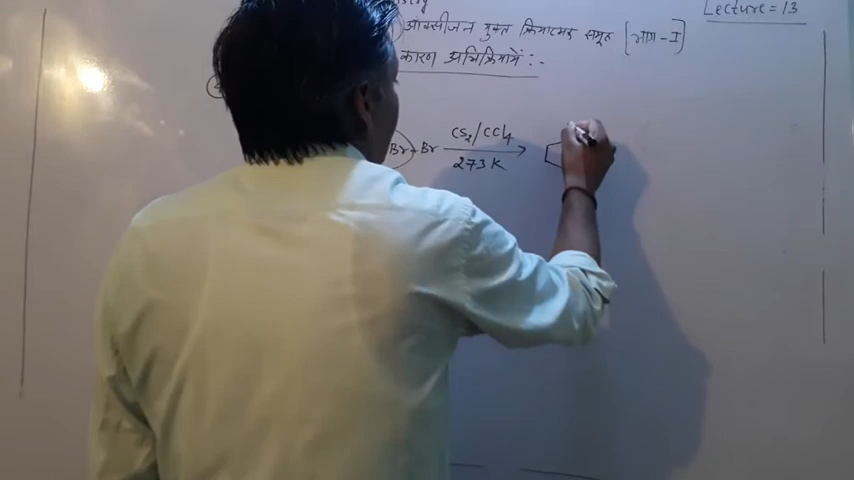 Lecture = 13
ऑक्सीजन युक्त क्रियात्मक समूह [भाग - I]
कारण अभिक्रियायें :-
Br + Br CS₂/CCl₄
273 K